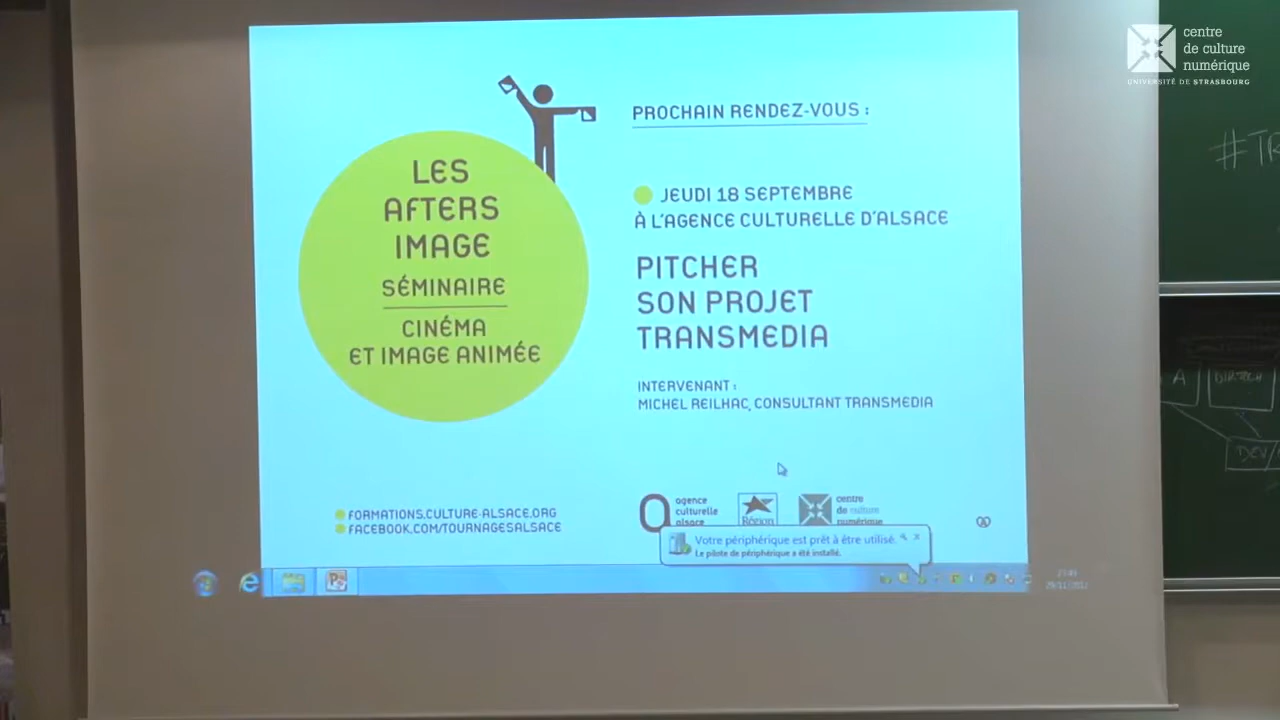 centre
de culture
numérique
UNIVERSITÉ DE STRASBOURG
LES
AFTERS
IMAGE
SÉMINAIRE
CINÉMA
ET IMAGE ANIMÉE
PROCHAIN RENDEZ-VOUS :
JEUDI 18 SEPTEMBRE
À L'AGENCE CULTURELLE D'ALSACE
PITCHER
SON PROJET
TRANSMEDIA
INTERVENANT :
MICHEL REILHAC, CONSULTANT TRANSMEDIA
FORMATIONS.CULTURE-ALSACE.ORG
FACEBOOK.COM/TOURNAGESALSACE
agence
culturelle
alsace
Région
centre
de culture
numérique
Votre périphérique est prêt à être utilisé.
Le pilote de périphérique a été installé.
#TR
A
DIRTECH
DEV/